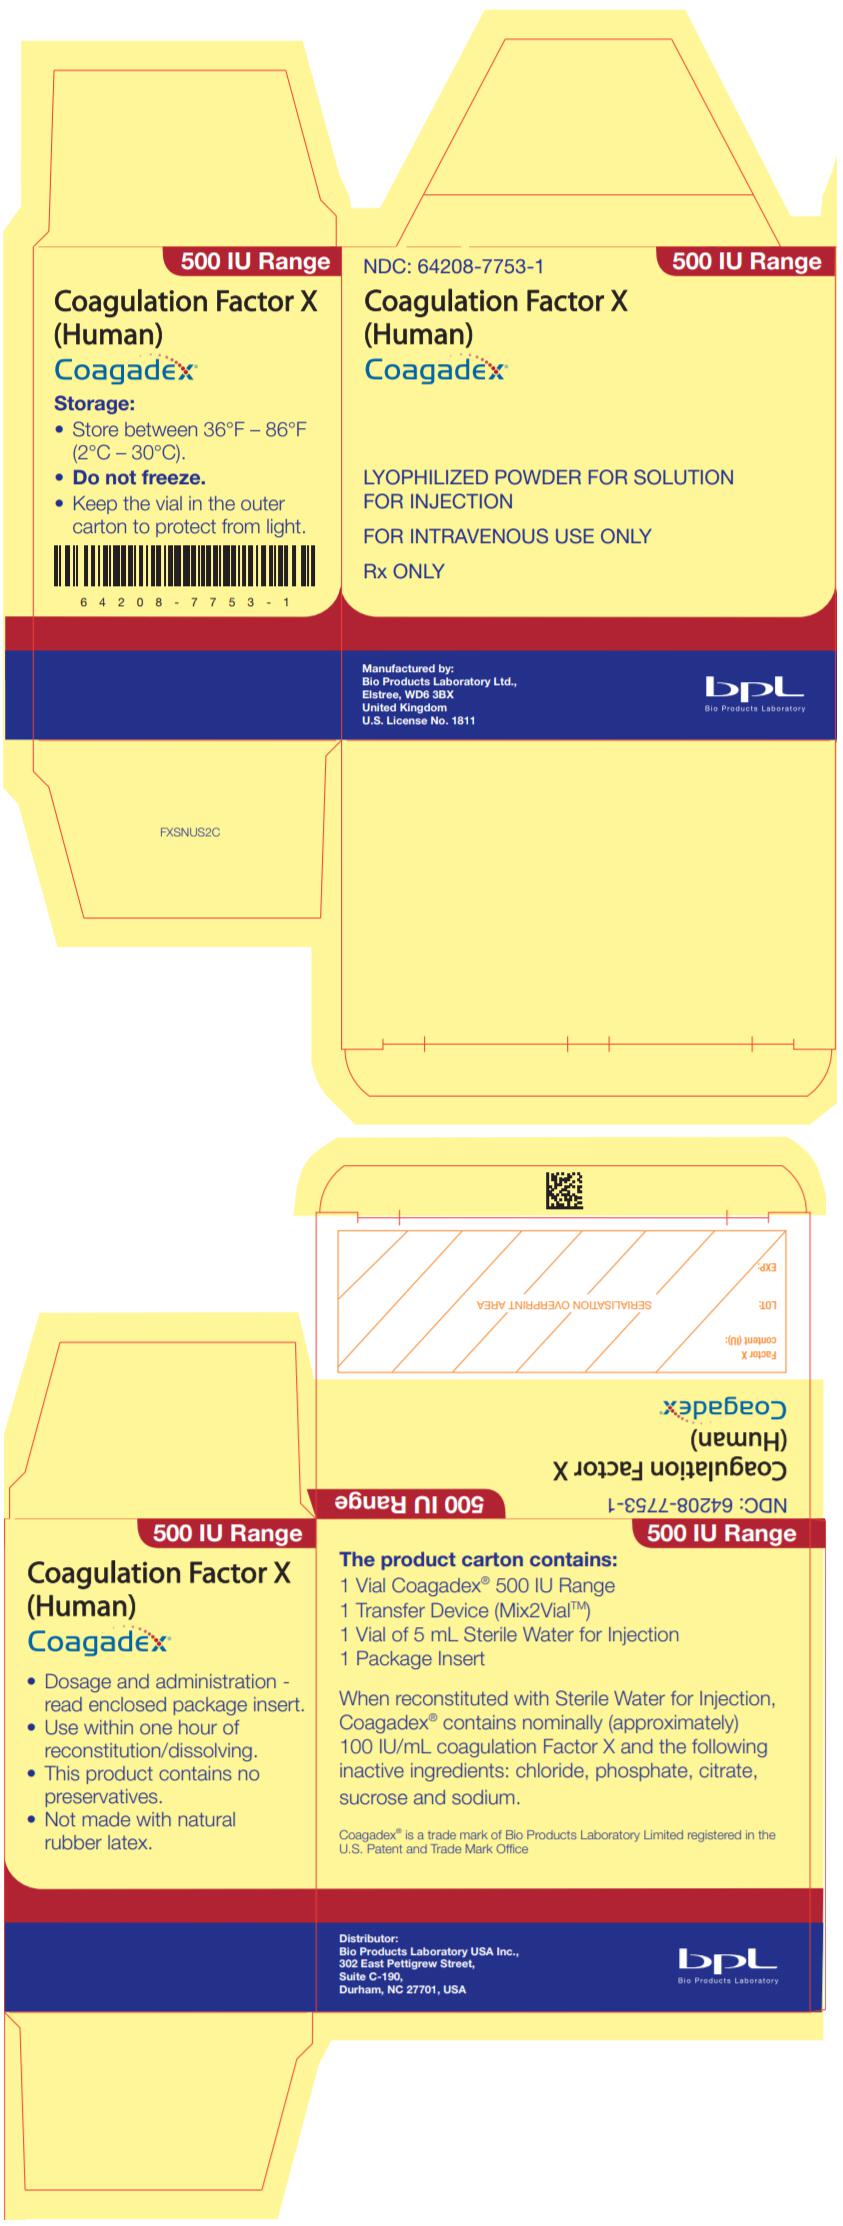 500 IU Range
Coagulation Factor X
(Human)
Coagadex®
Storage:
• Store between 36°F – 86°F
(2°C – 30°C).
• Do not freeze.
• Keep the vial in the outer
carton to protect from light.
64208-7753-1
NDC: 64208-7753-1
500 IU Range
Coagulation Factor X
(Human)
Coagadex®
LYOPHILIZED POWDER FOR SOLUTION
FOR INJECTION
FOR INTRAVENOUS USE ONLY
Rx ONLY
Manufactured by:
Bio Products Laboratory Ltd.,
Elstree, WD6 3BX
United Kingdom
U.S. License No. 1811
bpl
Bio Products Laboratory
FXSNUS2C
EXP:
LOT:
SERIALISATION OVERPRINT AREA
Factor X
content (IU):
Coagadex®
(Human)
Coagulation Factor X
NDC: 64208-7753-1
500 IU Range
500 IU Range
Coagulation Factor X
(Human)
Coagadex®
• Dosage and administration -
read enclosed package insert.
• Use within one hour of
reconstitution/dissolving.
• This product contains no
preservatives.
• Not made with natural
rubber latex.
500 IU Range
The product carton contains:
1 Vial Coagadex® 500 IU Range
1 Transfer Device (Mix2Vial™)
1 Vial of 5 mL Sterile Water for Injection
1 Package Insert
When reconstituted with Sterile Water for Injection,
Coagadex® contains nominally (approximately)
100 IU/mL coagulation Factor X and the following
inactive ingredients: chloride, phosphate, citrate,
sucrose and sodium.
Coagadex® is a trade mark of Bio Products Laboratory Limited registered in the
U.S. Patent and Trade Mark Office
Distributor:
Bio Products Laboratory USA Inc.,
302 East Pettigrew Street,
Suite C-190,
Durham, NC 27701, USA
bpl
Bio Products Laboratory